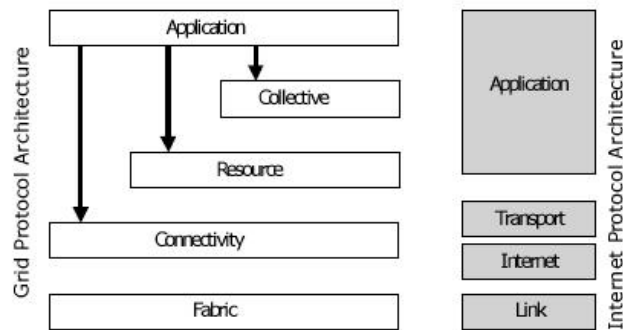 Grid Protocol Architecture
Application
Collective
Resource
Connectivity
Fabric
Application
Transport
Internet
Link
Internet Protocol Architecture